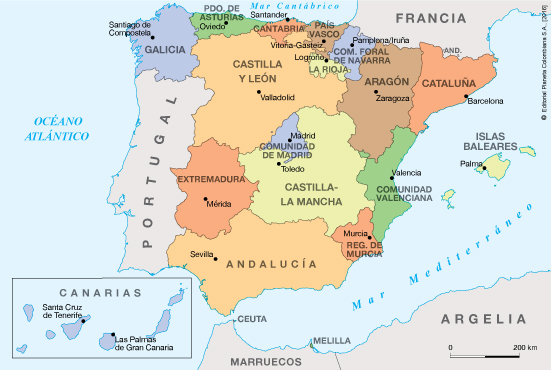 Mar Cantábrico
FRANCIA
© Editorial Planeta Colombiana S.A. (2016)
PDO. DE
ASTURIAS
Oviedo
Santander
CANTABRIA
PAÍS
VASCO
Vitoria-Gasteiz
Pamplona/Iruña
COM. FORAL
DE NAVARRA
Logroño
LA RIOJA
Santiago de
Compostela
GALICIA
AND.
CASTILLA
Y LEÓN
Valladolid
ARAGÓN
Zaragoza
CATALUÑA
Barcelona
OCÉANO
ATLÁNTICO
PORTUGAL
Madrid
COMUNIDAD
DE MADRID
Toledo
ISLAS
BALEARES
Palma
EXTREMADURA
Mérida
CASTILLA-
LA MANCHA
Valencia
COMUNIDAD
VALENCIANA
Murcia
REG. DE
MURCIA
Sevilla
ANDALUCÍA
Mar Mediterráneo
CANARIAS
Santa Cruz
de Tenerife
Las Palmas
de Gran Canaria
CEUTA
MELILLA
MARRUECOS
ARGELIA
0 200 km